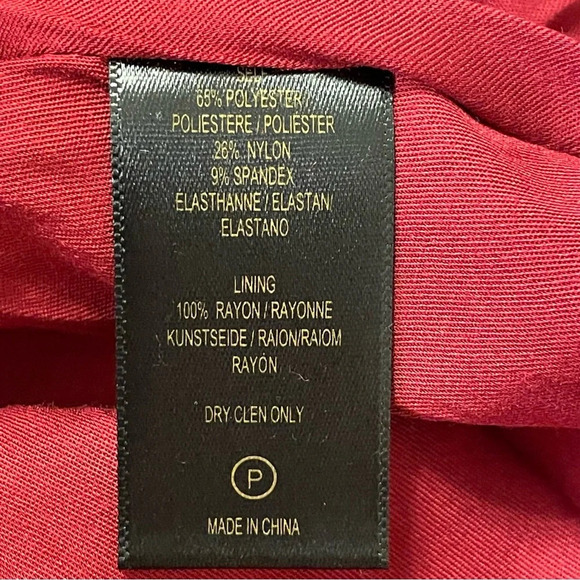 SELF
65% POLYESTER/
POLIESTERE / POLIÉSTER
26% NYLON
9% SPANDEX
ELASTHANNE / ELASTAN/
ELASTANO
LINING
100% RAYON / RAYONNE
KUNSTSEIDE / RAION/RAIOM
RAYÓN
DRY CLEN ONLY
P
MADE IN CHINA